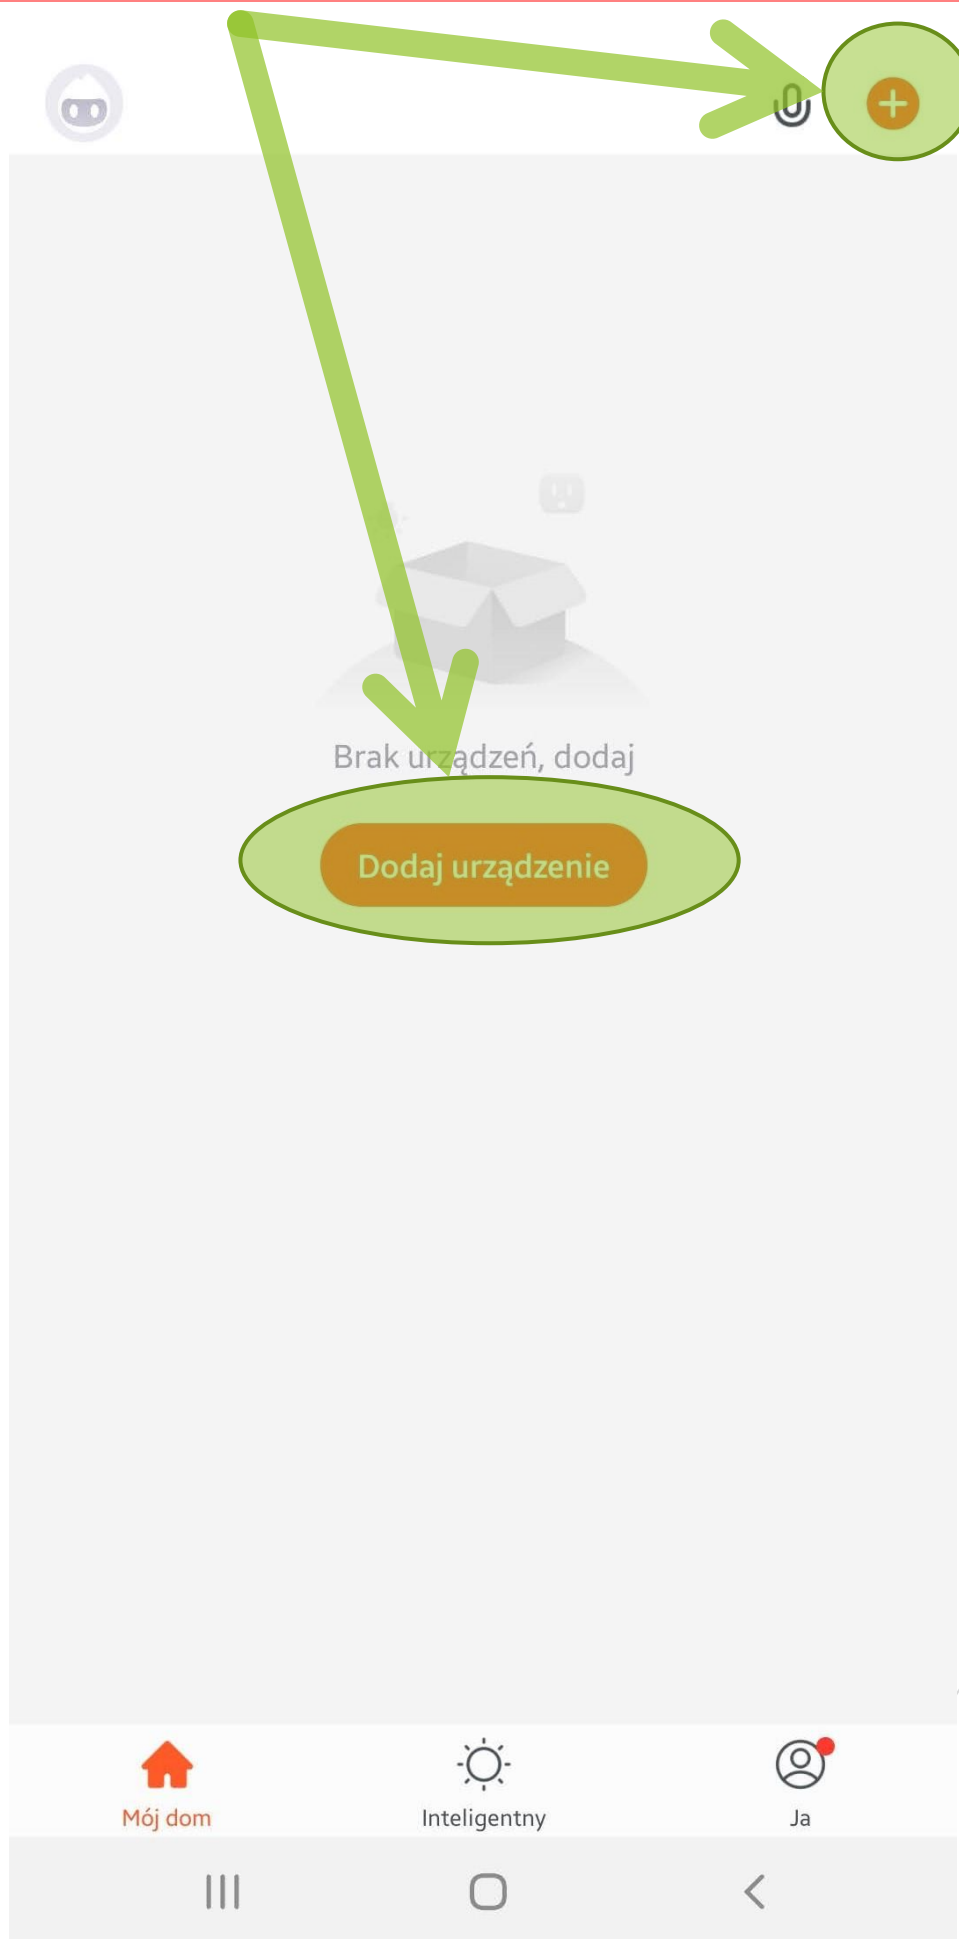 Brak urządzeń, dodaj
Dodaj urządzenie
Mój dom
Inteligentny
Ja